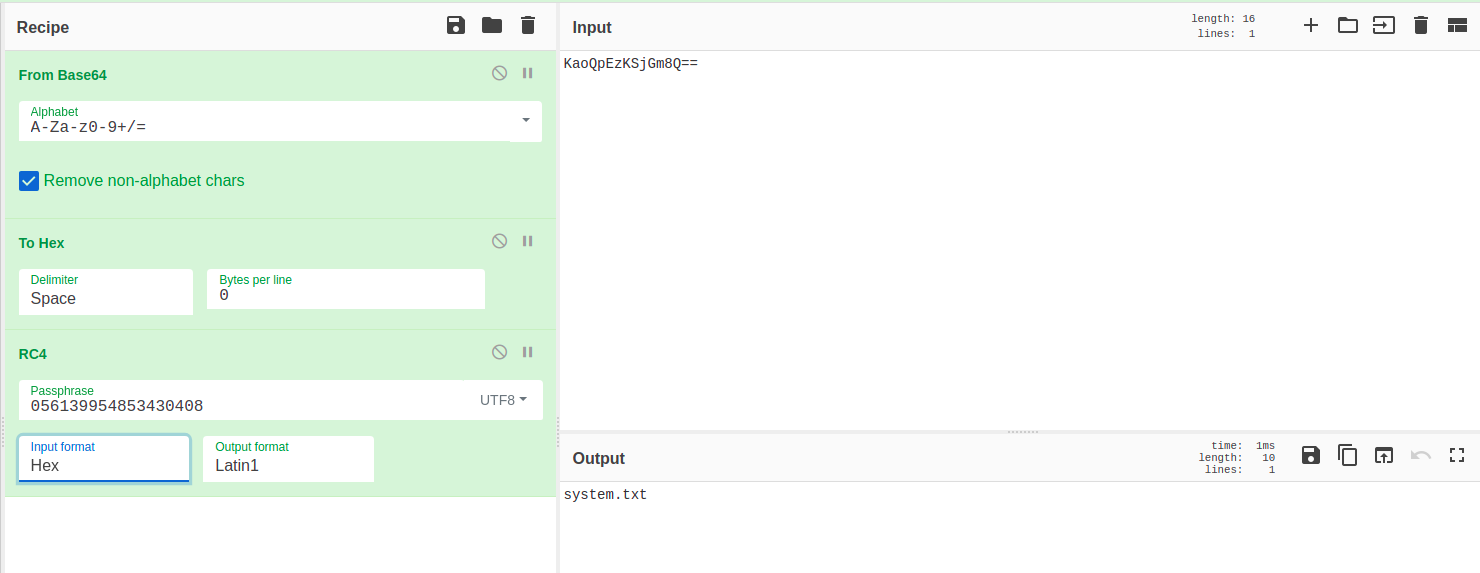 Recipe
From Base64
Alphabet
A-Za-z0-9+/=
Remove non-alphabet chars
To Hex
Delimiter
Space
Bytes per line
0
RC4
Passphrase
056139954853430408
UTF8
Input format
Hex
Output format
Latin1
Input
length: 16
lines: 1
KaoQpEzKSjGm8Q==
Output
time: 1ms
length: 10
lines: 1
system.txt